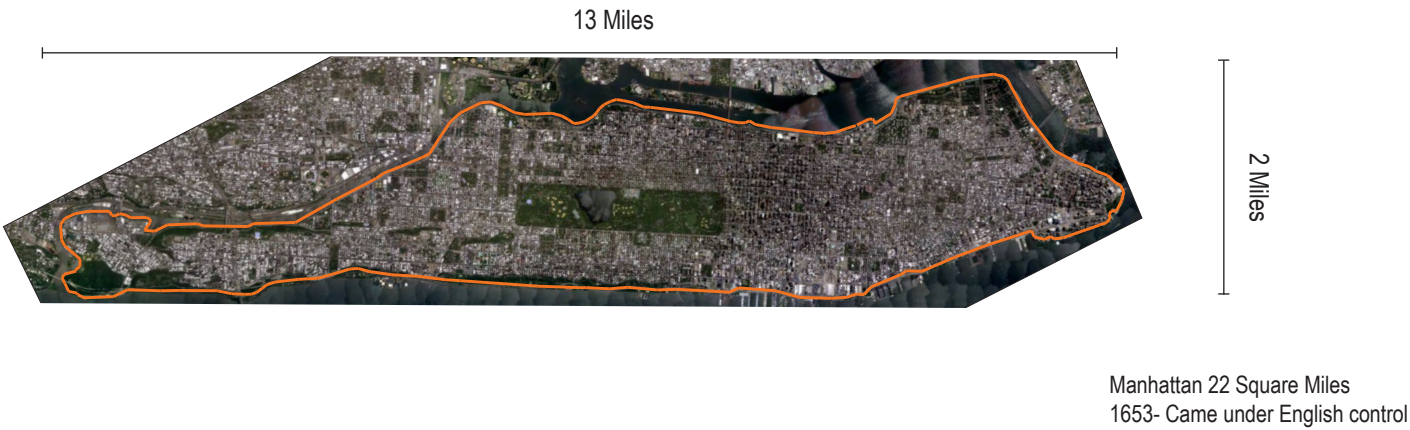 13 Miles
2 Miles
Manhattan 22 Square Miles
1653- Came under English control